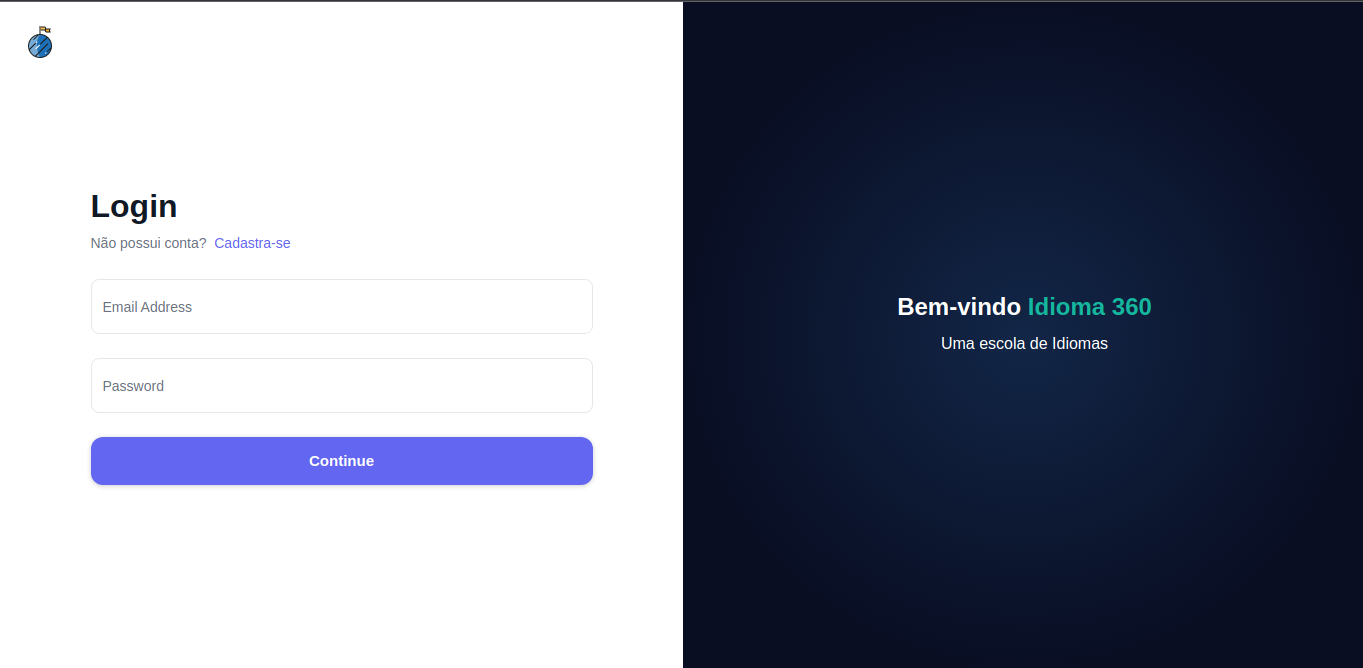 Login
Não possui conta? Cadastra-se
Email Address
Password
Continue
Bem-vindo Idioma 360
Uma escola de Idiomas